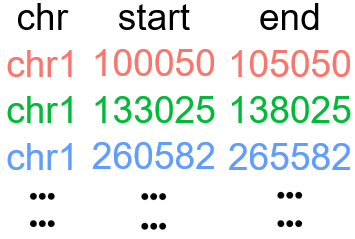 chr start end
chr1 100050 105050
chr1 133025 138025
chr1 260582 265582
... ... ...
... ... ...